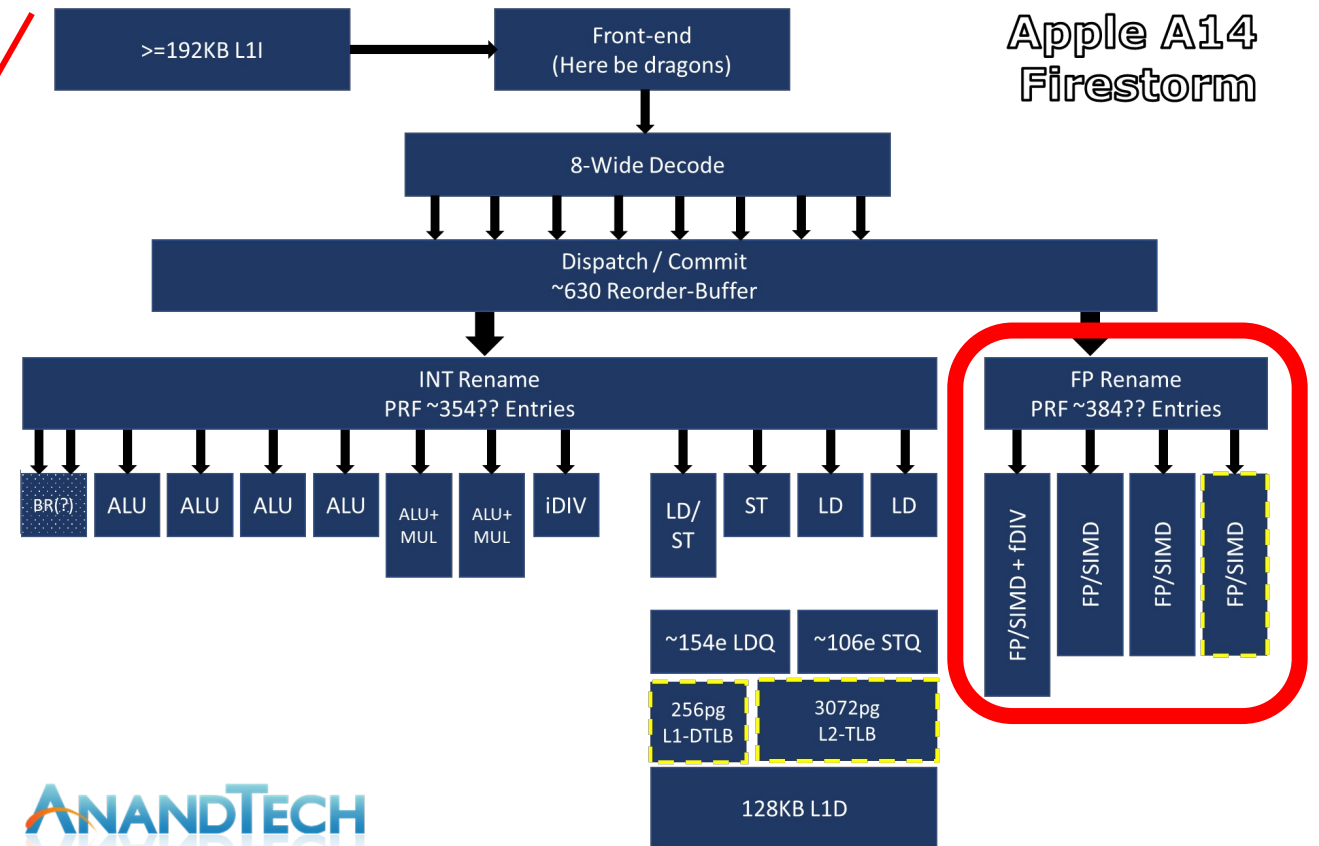 Apple A14
Firestorm
>=192KB L1I
Front-end
(Here be dragons)
8-Wide Decode
Dispatch / Commit
~630 Reorder-Buffer
INT Rename
PRF ~354?? Entries
FP Rename
PRF ~384?? Entries
BR(?)
ALU
ALU
ALU
ALU
ALU+
MUL
ALU+
MUL
iDIV
LD/
ST
ST
LD
LD
FP/SIMD + fDIV
FP/SIMD
FP/SIMD
FP/SIMD
~154e LDQ
~106e STQ
256pg
L1-DTLB
3072pg
L2-TLB
128KB L1D
ANANDTECH